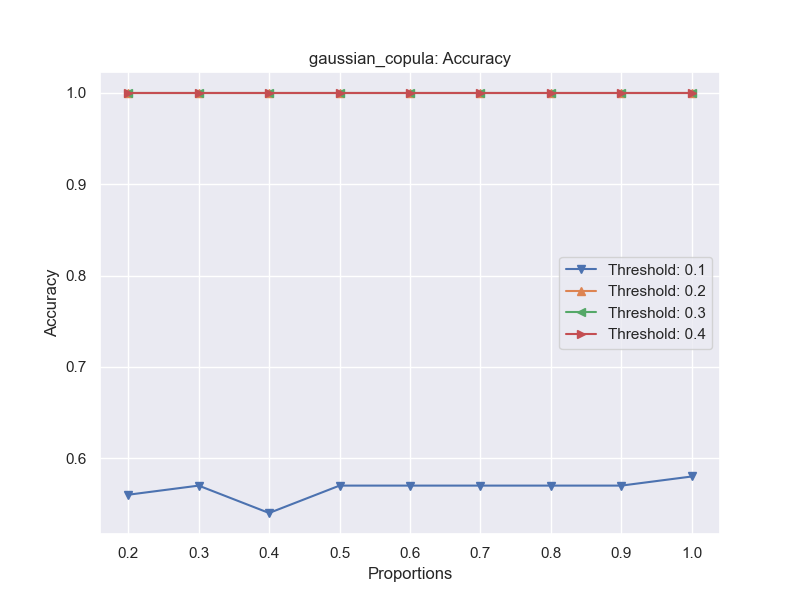 gaussian_copula: Accuracy
1.0
0.9
0.8
0.7
0.6
Accuracy
Threshold: 0.1
Threshold: 0.2
Threshold: 0.3
Threshold: 0.4
0.2 0.3 0.4 0.5 0.6 0.7 0.8 0.9 1.0
Proportions